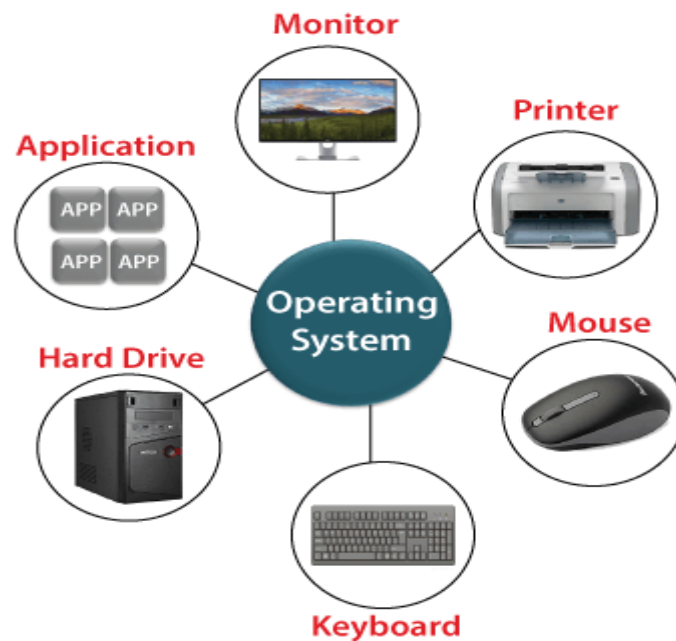 Monitor
Printer
Application
APP APP
APP APP
Operating
System
Mouse
Hard Drive
Keyboard